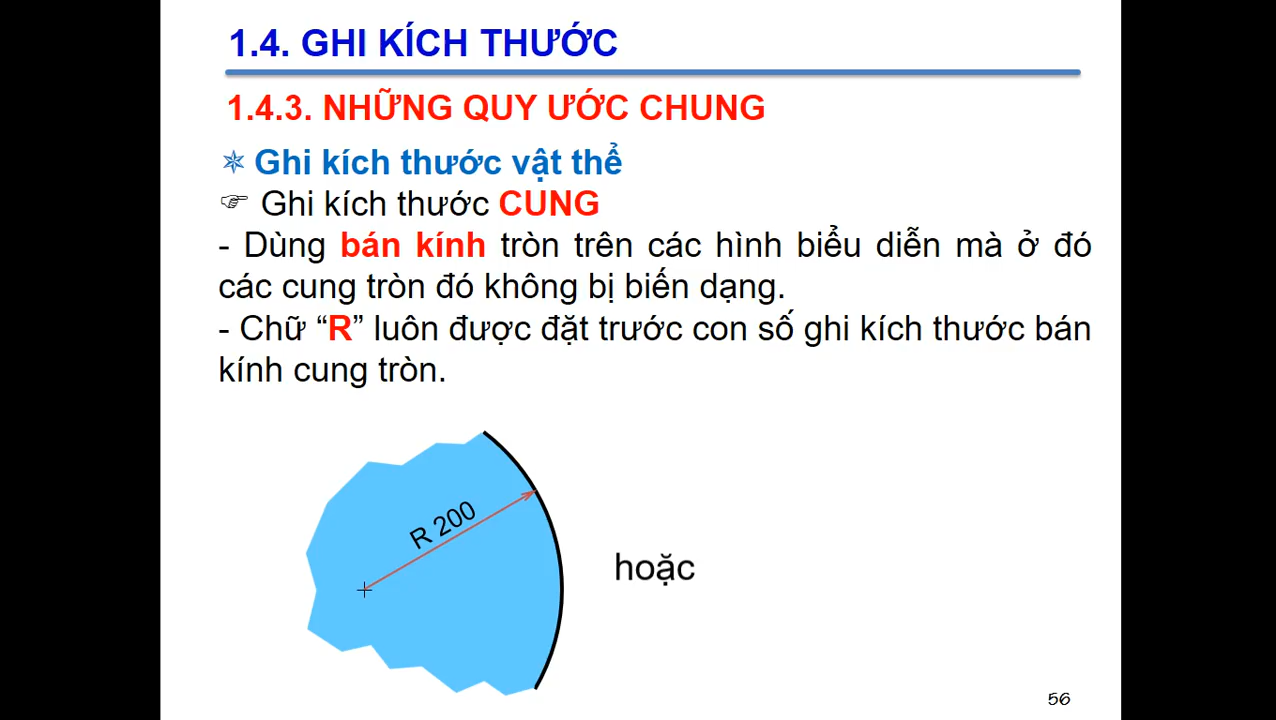 1.4. GHI KÍCH THƯỚC
1.4.3. NHỮNG QUY ƯỚC CHUNG
✵ Ghi kích thước vật thể
☞ Ghi kích thước CUNG
- Dùng bán kính tròn trên các hình biểu diễn mà ở đó
các cung tròn đó không bị biến dạng.
- Chữ “R” luôn được đặt trước con số ghi kích thước bán
kính cung tròn.
R 200
hoặc
56